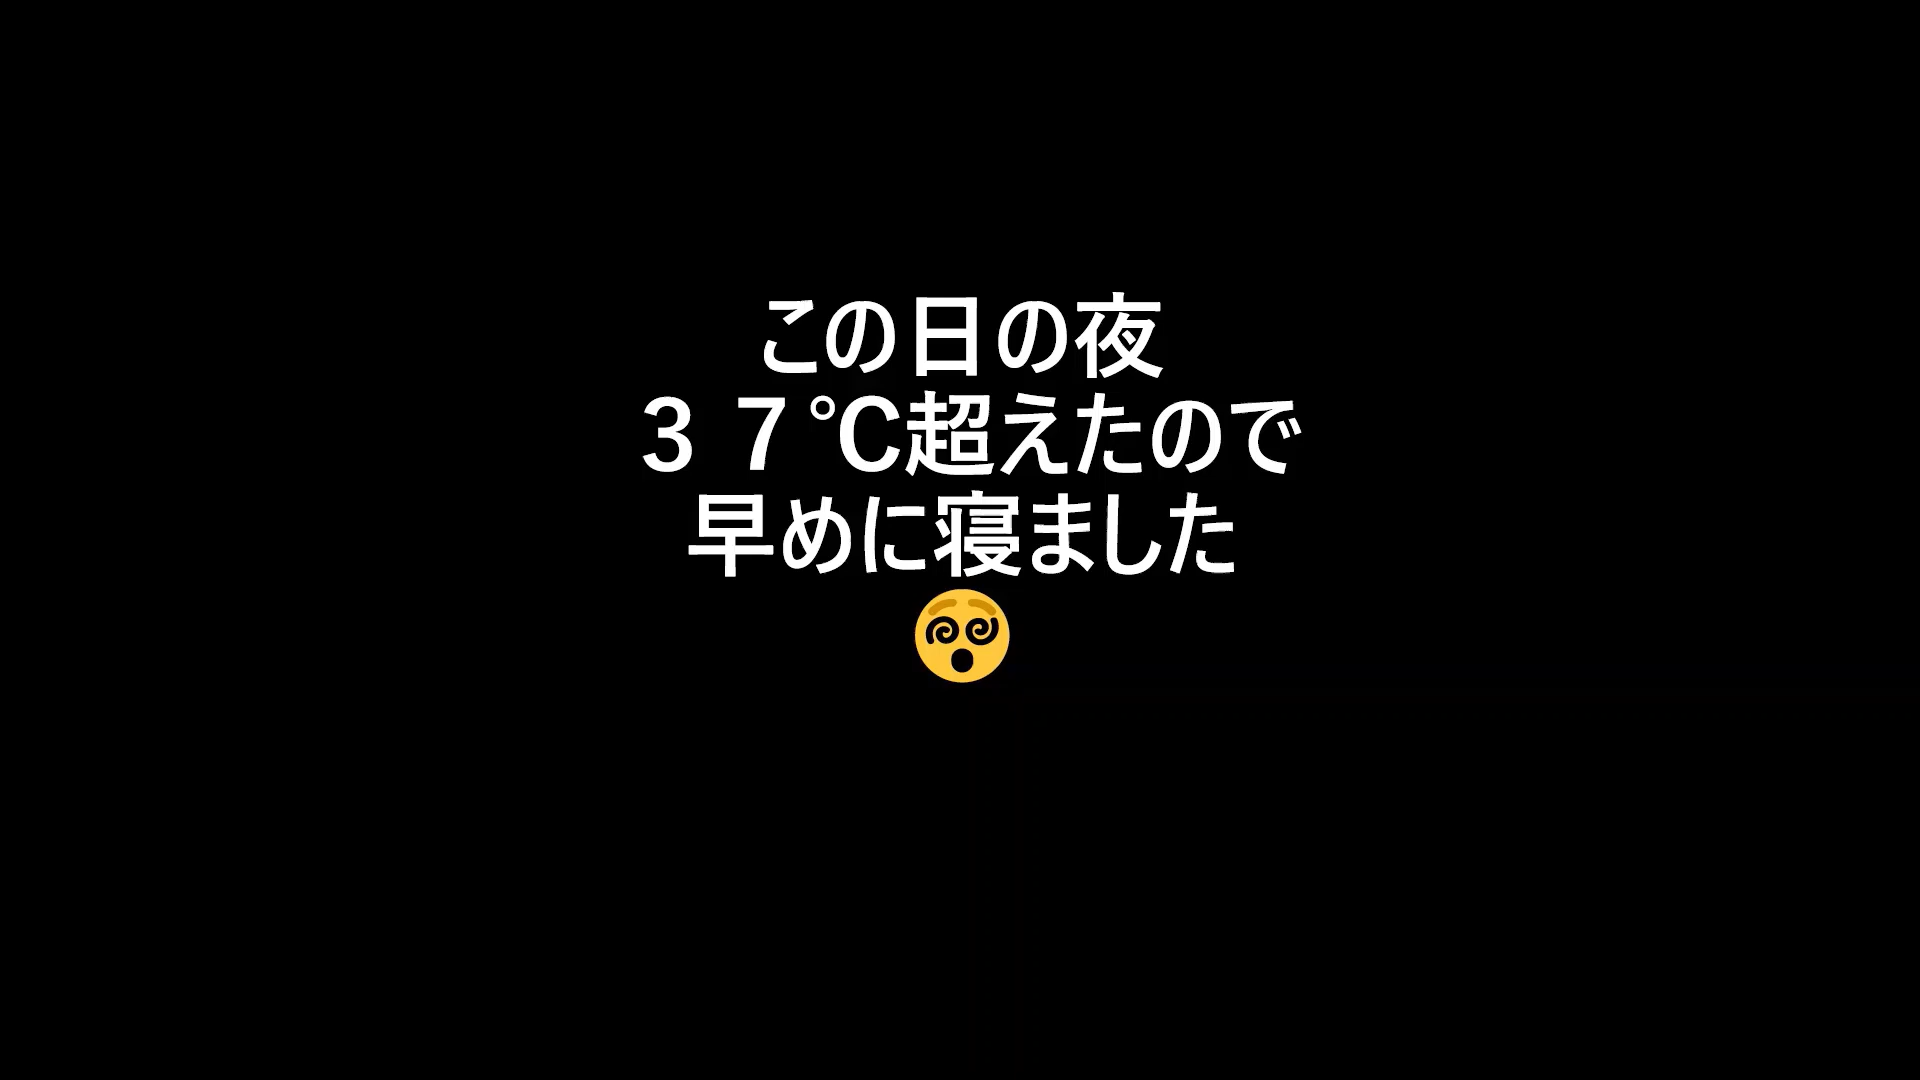 この日の夜
３７℃超えたので
早めに寝ました
😵‍💫